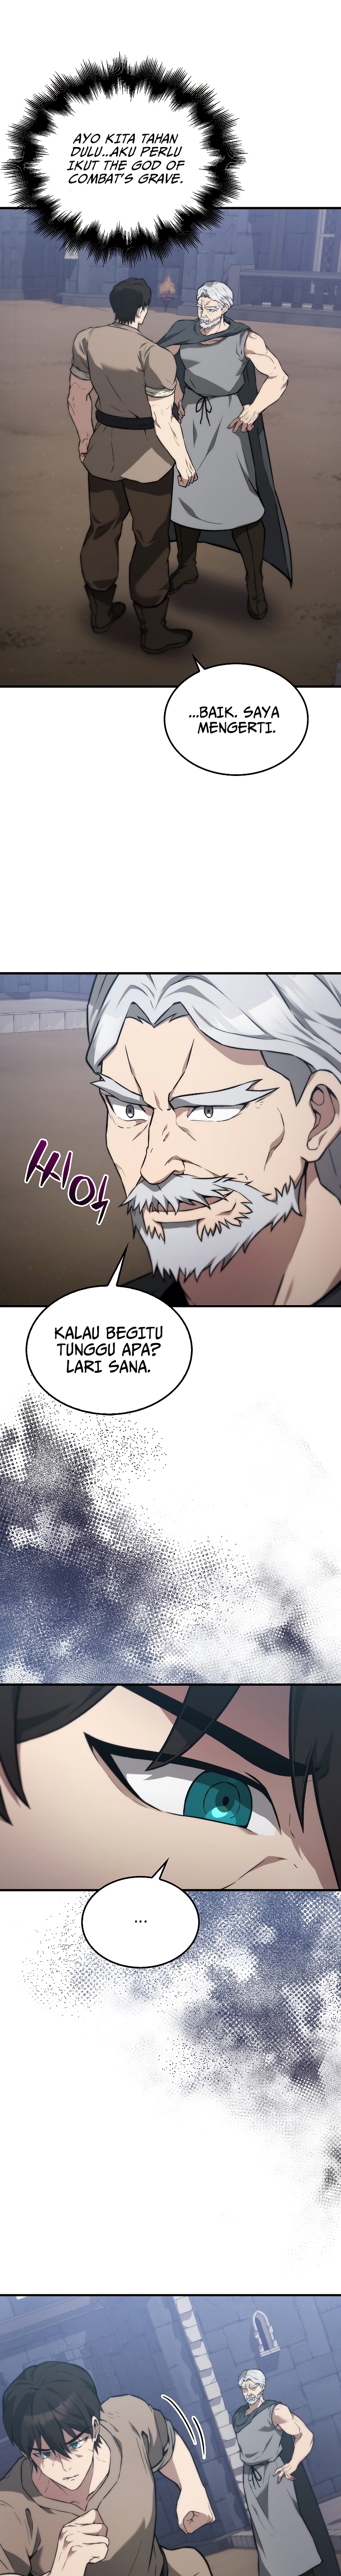 AYO KITA TAHAN
DULU..AKU PERLU
IKUT THE GOD OF
COMBAT'S GRAVE.
...BAIK. SAYA
MENGERTI.
씨익
KALAU BEGITU
TUNGGU APA?
LARI SANA.
...